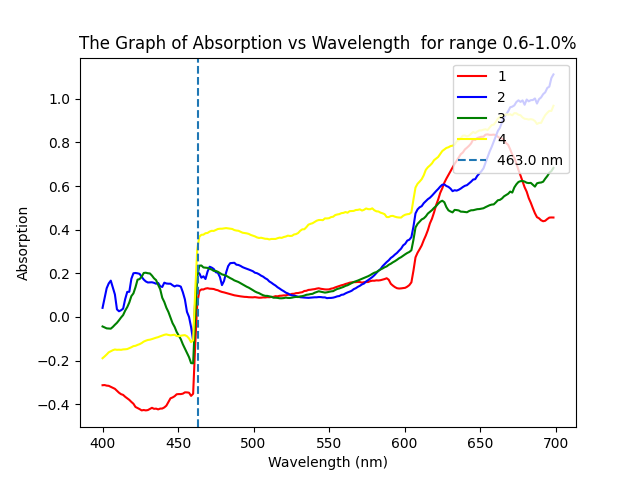 The Graph of Absorption vs Wavelength  for range 0.6-1.0%
1
2
3
4
463.0 nm
Absorption
1.0
0.8
0.6
0.4
0.2
0.0
−0.2
−0.4
400 450 500 550 600 650 700
Wavelength (nm)